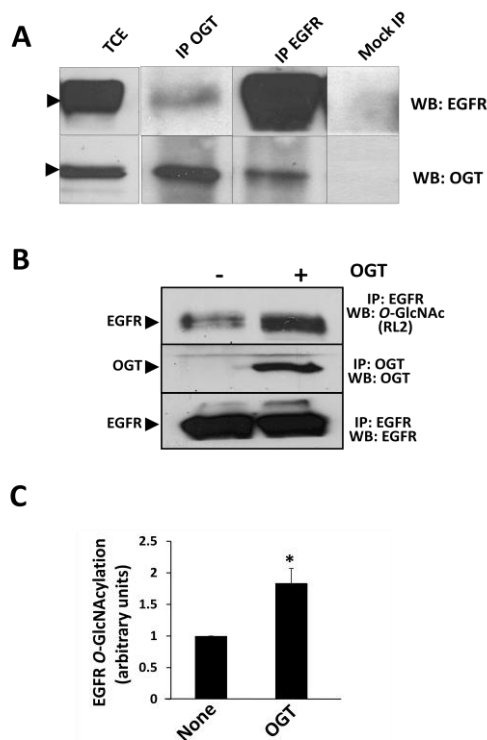 A
TCE
IP OGT
IP EGFR
Mock IP
WB: EGFR
WB: OGT
B
- + OGT
EGFR
IP: EGFR
WB: O-GlcNAc
(RL2)
OGT
IP: OGT
WB: OGT
EGFR
IP: EGFR
WB: EGFR
C
EGFR O-GlcNAcylation
(arbitrary units)
2.5
2
1.5
1
0.5
0
*
None
OGT